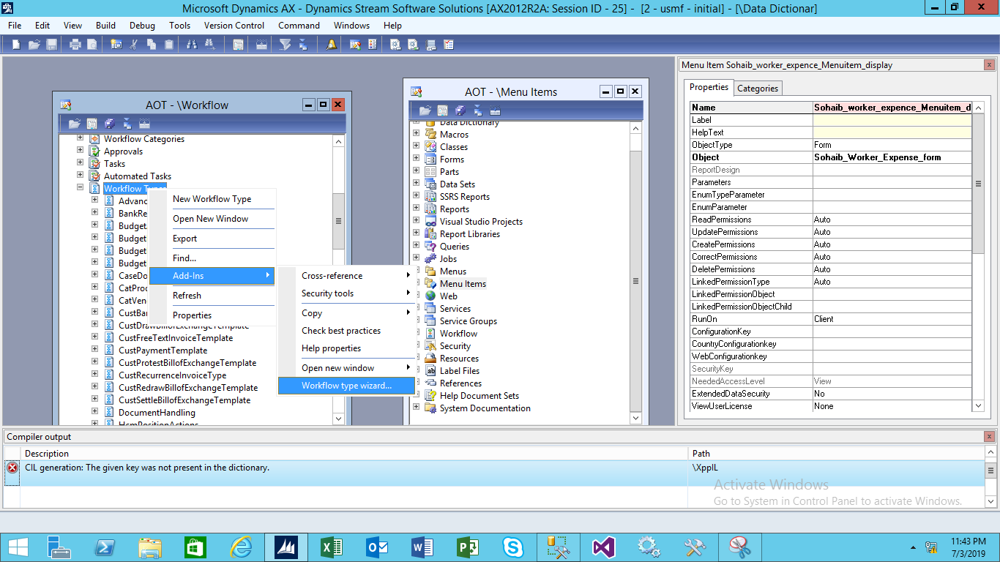 Microsoft Dynamics AX - Dynamics Stream Software Solutions [AX2012R2A: Session ID - 25] - [2 - usmf - initial] - [\Data Dictionar]
File Edit View Build Debug Tools Version Control Command Windows Help
AOT - \Workflow
Workflow Categories
Approvals
Tasks
Automated Tasks
Workflow Types
Advanc
BankRe
Budget
Budget
Budget
Budget
CaseDo
CatProc
CatVen
CustBa
CustDrawBillofExchangeTemplate
CustFreeTextInvoiceTemplate
CustPaymentTemplate
CustProtestBillofExchangeTemplate
CustRecurrenceInvoiceType
CustRedrawBillofExchangeTemplate
CustSettleBillofExchangeTemplate
DocumentHandling
HcmPositionActions
New Workflow Type
Open New Window
Export
Find...
Add-Ins
Refresh
Properties
Cross-reference
Security tools
Copy
Check best practices
Help properties
Open new window
Workflow type wizard...
AOT - \Menu Items
Data Dictionary
Macros
Classes
Forms
Parts
Data Sets
SSRS Reports
Reports
Visual Studio Projects
Report Libraries
Queries
Jobs
Menus
Menu Items
Web
Services
Service Groups
Workflow
Security
Resources
Label Files
References
Help Document Sets
System Documentation
Menu Item Sohaib_worker_expence_Menuitem_display
Properties Categories
Name Sohaib_worker_expence_Menuitem_d
Label
HelpText
ObjectType Form
Object Sohaib_Worker_Expense_form
ReportDesign
Parameters
EnumTypeParameter
EnumParameter
ReadPermissions Auto
UpdatePermissions Auto
CreatePermissions Auto
CorrectPermissions Auto
DeletePermissions Auto
LinkedPermissionType Auto
LinkedPermissionObject
LinkedPermissionObjectChild
RunOn Client
ConfigurationKey
CountryConfigurationkey
WebConfigurationkey
SecurityKey
NeededAccessLevel View
ExtendedDataSecurity No
ViewUserLicense None
Compiler output
Description Path
CIL generation: The given key was not present in the dictionary. \XppIL
Activate Windows
Go to System in Control Panel to activate Windows.
11:43 PM
7/3/2019